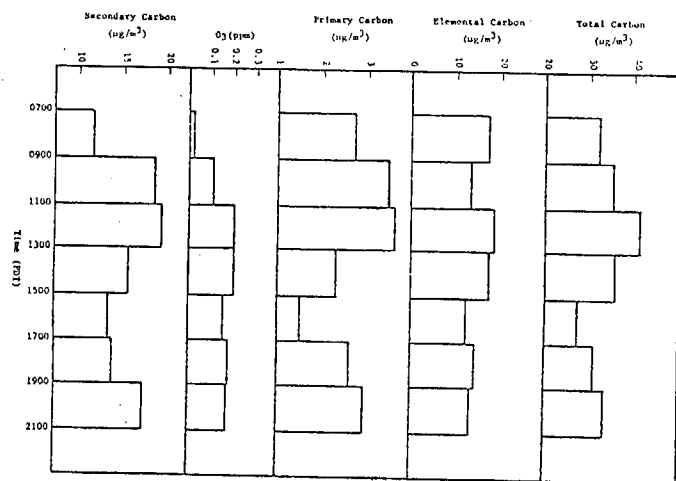 Secondary Carbon
(µg/m³)
10 15 20
O3 (ppm)
0.1 0.2 0.3
Primary Carbon
(µg/m³)
1 2 3
Elemental Carbon
(µg/m³)
0 10 20
Total Carbon
(µg/m³)
20 30 40
Time (PDT)
0700
0900
1100
1300
1500
1700
1900
2100